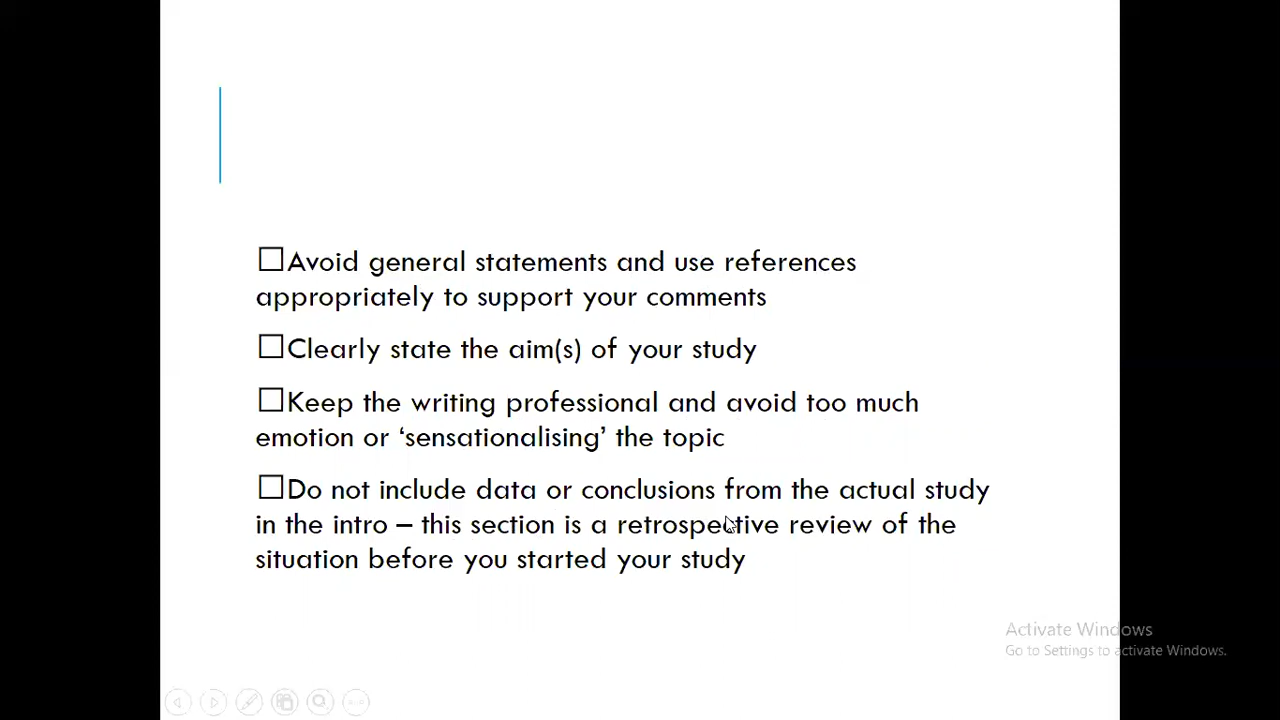 ☐Avoid general statements and use references
appropriately to support your comments
☐Clearly state the aim(s) of your study
☐Keep the writing professional and avoid too much
emotion or ‘sensationalising’ the topic
☐Do not include data or conclusions from the actual study
in the intro – this section is a retrospective review of the
situation before you started your study
Activate Windows
Go to Settings to activate Windows.